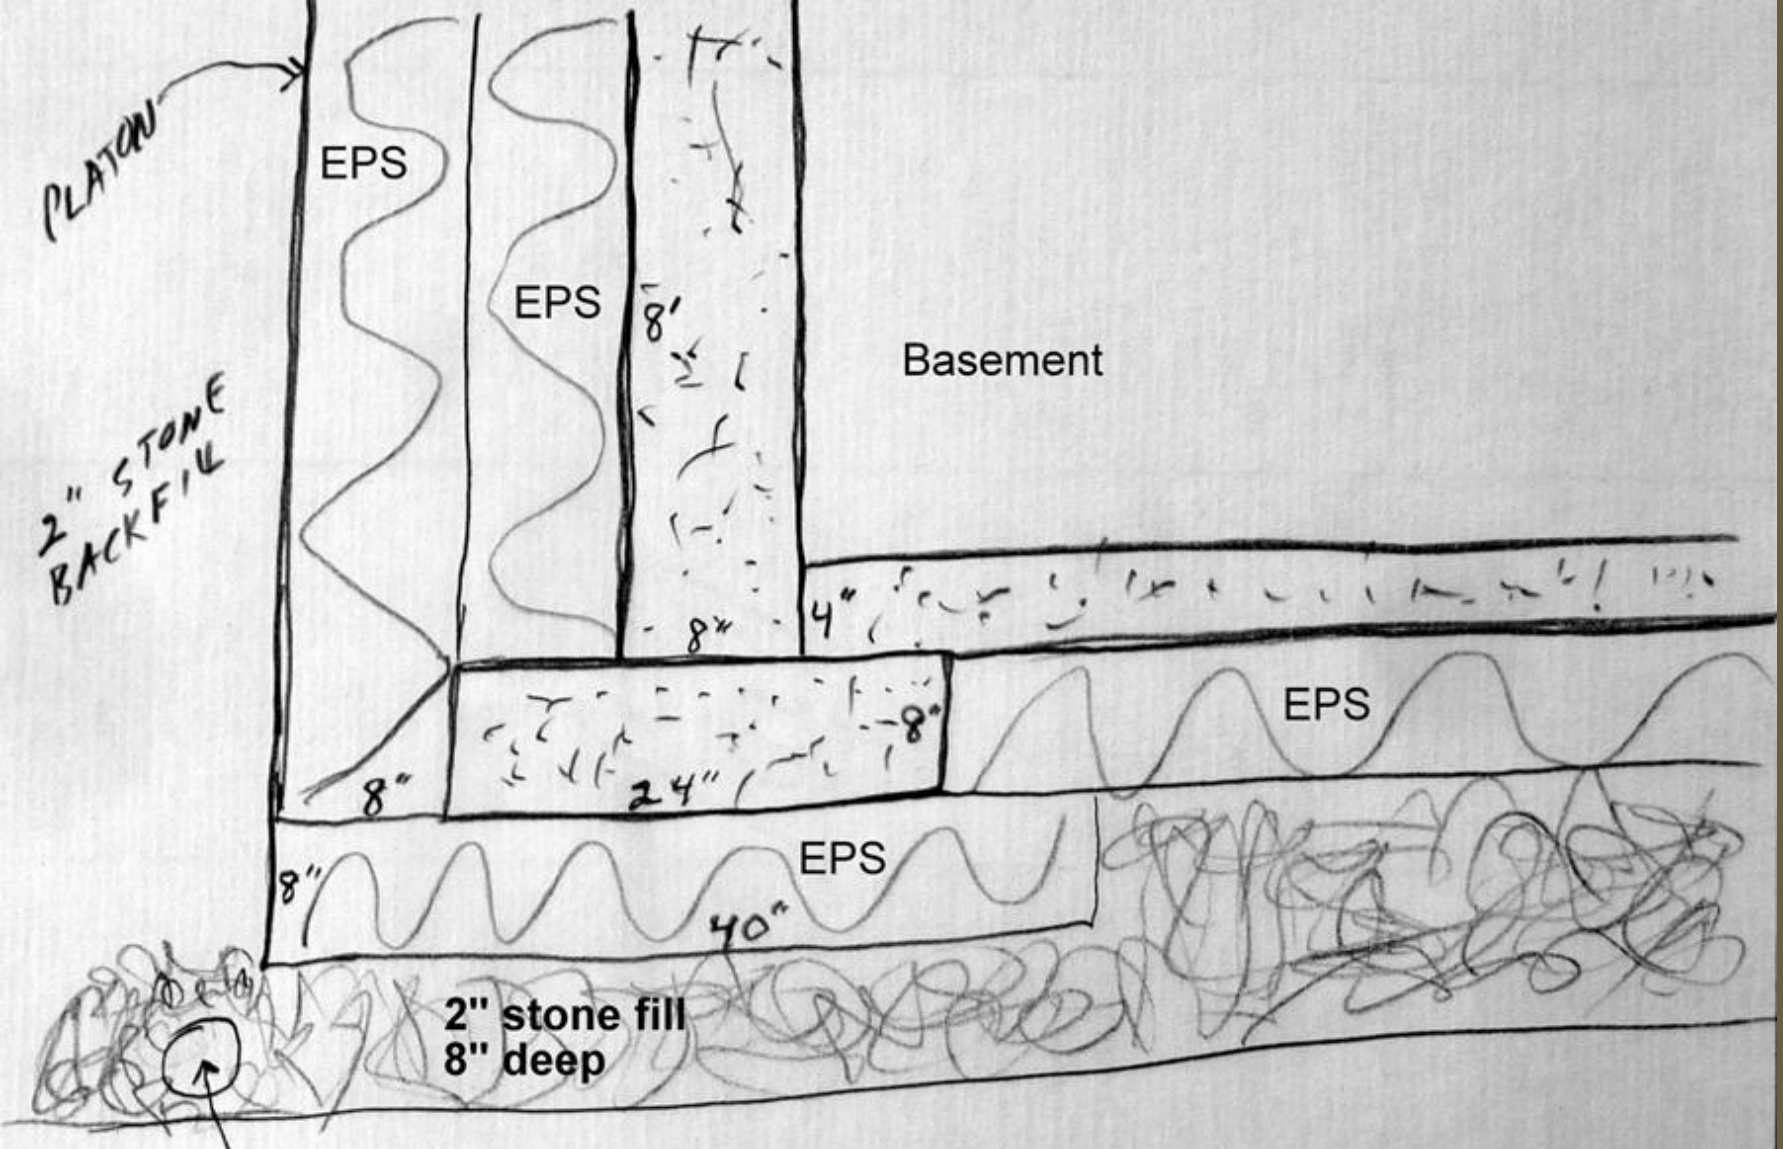 PLATON
EPS
EPS
8'
Basement
2" STONE
BACKFILL
8"
4"
8"
EPS
8"
24"
8"
EPS
40"
2" stone fill
8" deep